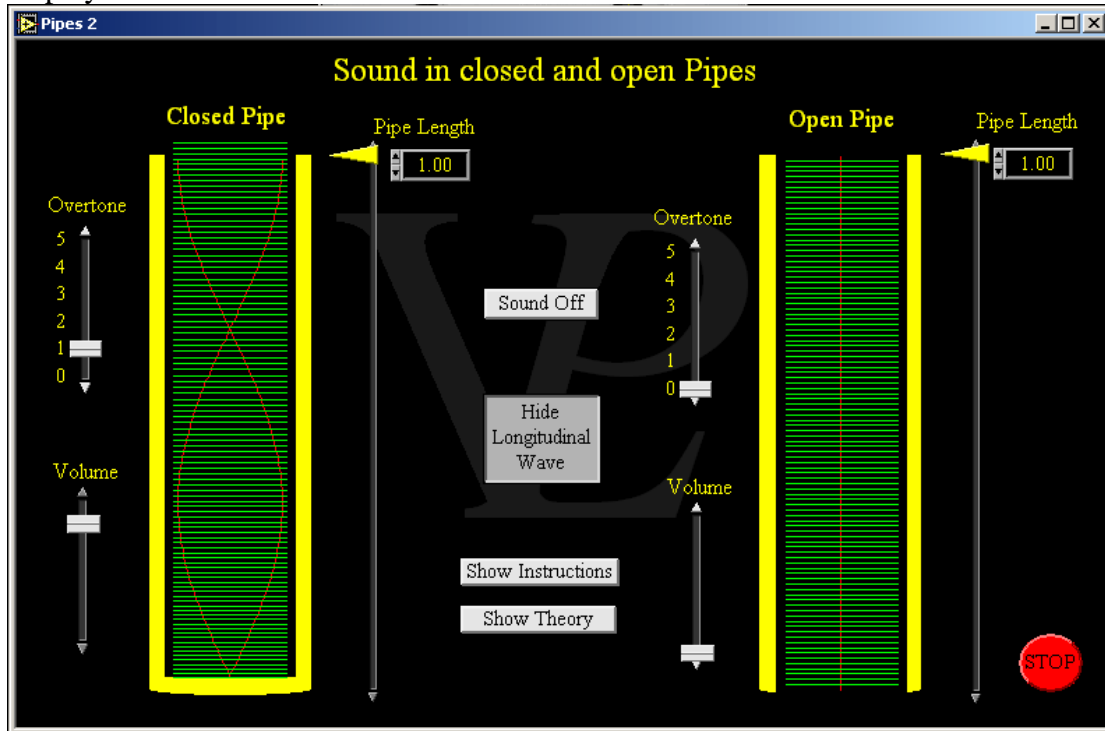 Pipes 2
Sound in closed and open Pipes
Closed Pipe
Pipe Length
1.00
Overtone
5
4
3
2
1
0
Volume
Sound Off
Hide
Longitudinal
Wave
Show Instructions
Show Theory
Open Pipe
Pipe Length
1.00
Overtone
5
4
3
2
1
0
Volume
STOP
VP